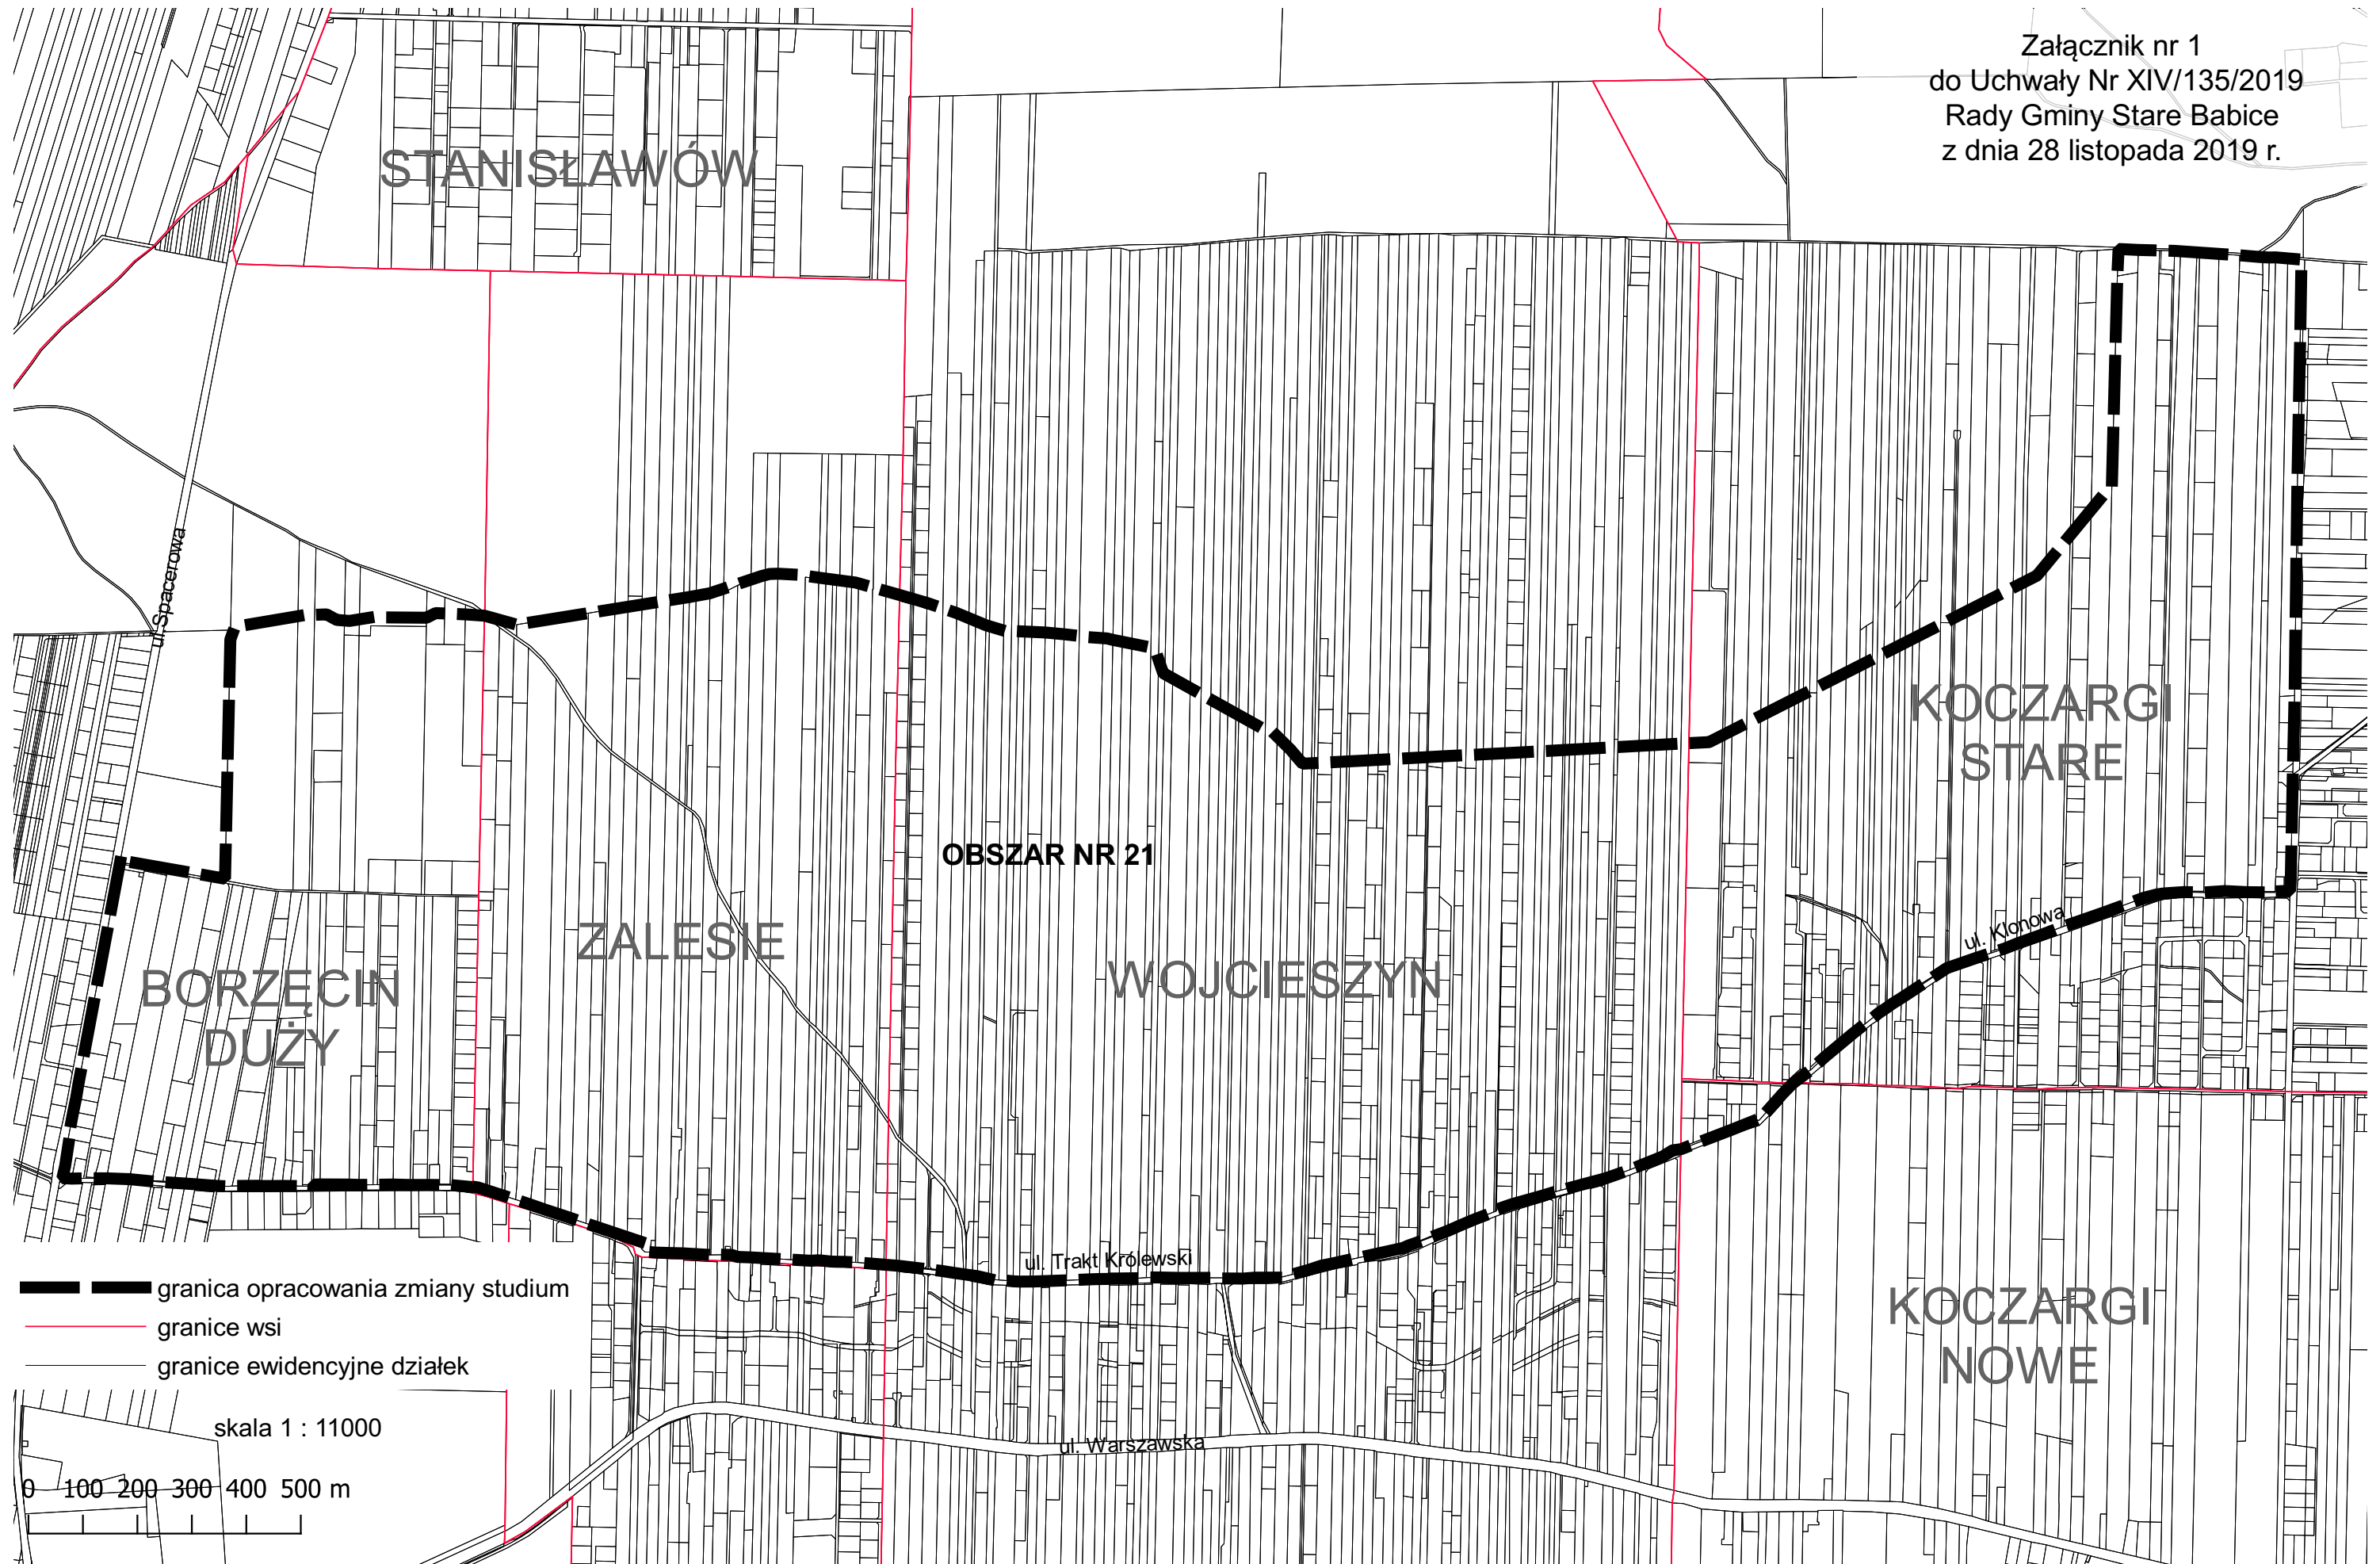 Załącznik nr 1
do Uchwały Nr XIV/135/2019
Rady Gminy Stare Babice
z dnia 28 listopada 2019 r.
STANISŁAWÓW
ul. Spacerowa
KOCZARGI
STARE
OBSZAR NR 21
ZALESIE
WOJCIESZYN
ul. Klonowa
BORZĘCIN
DUŻY
ul. Trakt Królewski
KOCZARGI
NOWE
granica opracowania zmiany studium
granice wsi
granice ewidencyjne działek
skala 1 : 11000
ul. Warszawska
0 100 200 300 400 500 m